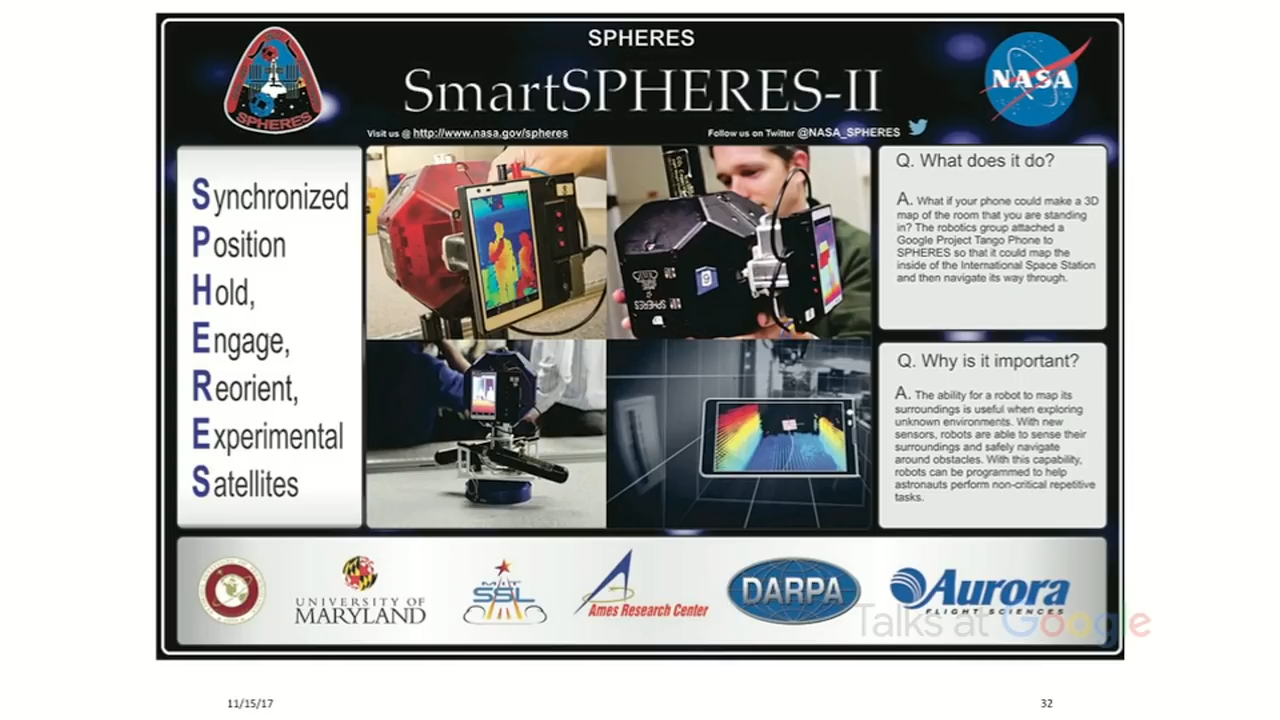 SPHERES
SmartSPHERES-II
Visit us @ http://www.nasa.gov/spheres
Follow us on Twitter @NASA_SPHERES
SPHERES
NASA
Synchronized
Position
Hold,
Engage,
Reorient,
Experimental
Satellites
SPHERES
Q. What does it do?
A. What if your phone could make a 3D
map of the room that you are standing
in? The robotics group attached a
Google Project Tango Phone to
SPHERES so that it could map the
inside of the International Space Station
and then navigate its way through.
Q. Why is it important?
A. The ability for a robot to map its
surroundings is useful when exploring
unknown environments. With new
sensors, robots are able to sense their
surroundings and safely navigate
around obstacles. With this capability,
robots can be programmed to help
astronauts perform non-critical repetitive
tasks.
UNIVERSITY OF
MARYLAND
MIT
SSL
Ames Research Center
DARPA
Aurora
FLIGHT SCIENCES
Talks at Google
11/15/17
32